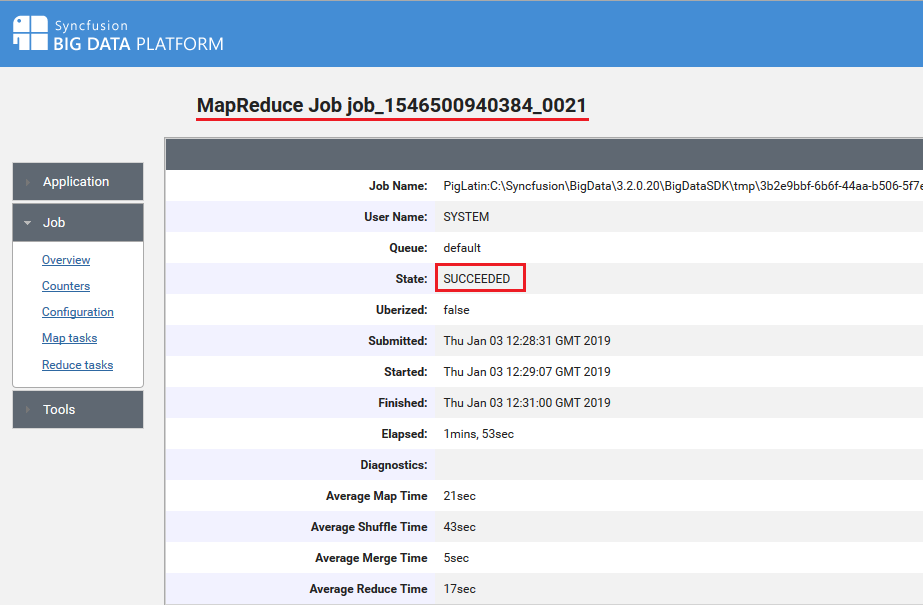 Syncfusion
BIG DATA PLATFORM
MapReduce Job job_1546500940384_0021
Application
Job
Overview
Counters
Configuration
Map tasks
Reduce tasks
Tools
Job Name: PigLatin:C:\Syncfusion\BigData\3.2.0.20\BigDataSDK\tmp\3b2e9bbf-6b6f-44aa-b506-5f7e
User Name: SYSTEM
Queue: default
State: SUCCEEDED
Uberized: false
Submitted: Thu Jan 03 12:28:31 GMT 2019
Started: Thu Jan 03 12:29:07 GMT 2019
Finished: Thu Jan 03 12:31:00 GMT 2019
Elapsed: 1mins, 53sec
Diagnostics:
Average Map Time 21sec
Average Shuffle Time 43sec
Average Merge Time 5sec
Average Reduce Time 17sec